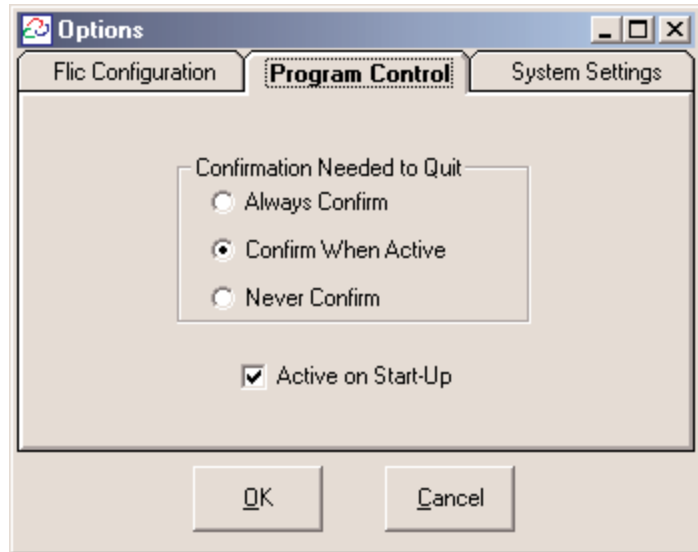 Options
Flic Configuration
Program Control
System Settings
Confirmation Needed to Quit
Always Confirm
Confirm When Active
Never Confirm
Active on Start-Up
OK
Cancel